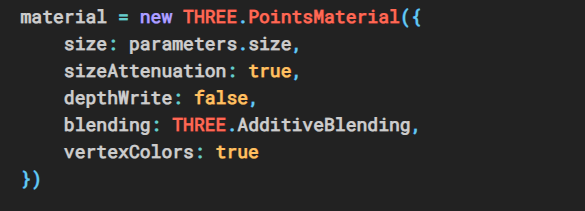 material = new THREE.PointsMaterial({
    size: parameters.size,
    sizeAttenuation: true,
    depthWrite: false,
    blending: THREE.AdditiveBlending,
    vertexColors: true
})